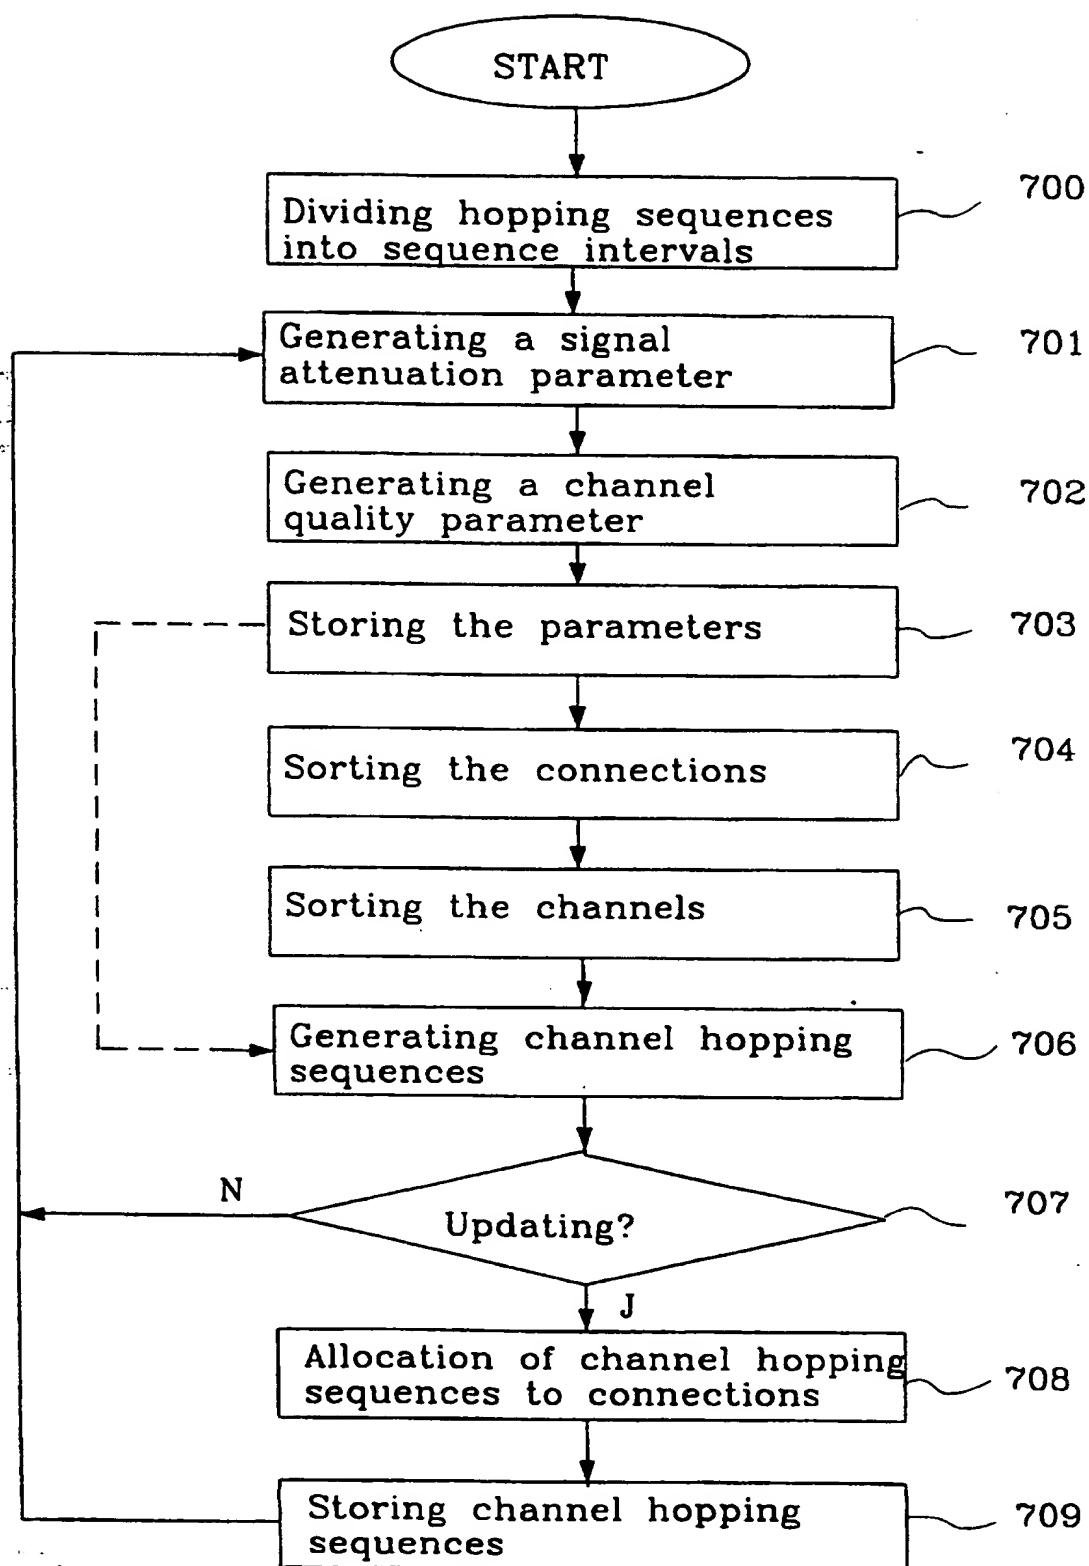 START
700
Dividing hopping sequences
into sequence intervals
701
Generating a signal
attenuation parameter
702
Generating a channel
quality parameter
Storing the parameters
703
704
Sorting the connections
Sorting the channels
705
Generating channel hopping
sequences
706
N
707
Updating?
J
Allocation of channel hopping
sequences to connections
708
Storing channel hopping
sequences
709